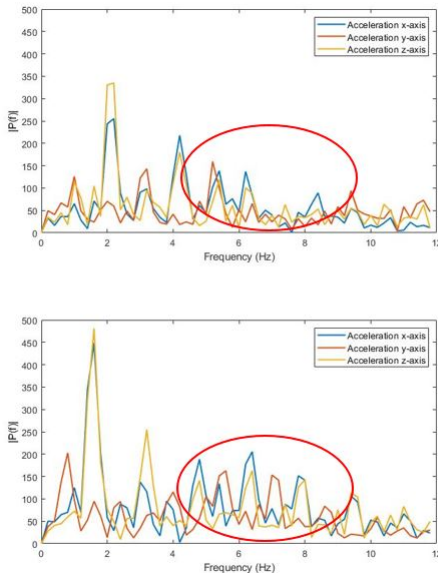 500
450
400
350
300
250
200
150
100
50
0
|P(f)|
Acceleration x-axis
Acceleration y-axis
Acceleration z-axis
0 2 4 6 8 10 12
Frequency (Hz)
500
450
400
350
300
250
200
150
100
50
0
|P(f)|
Acceleration x-axis
Acceleration y-axis
Acceleration z-axis
0 2 4 6 8 10 12
Frequency (Hz)